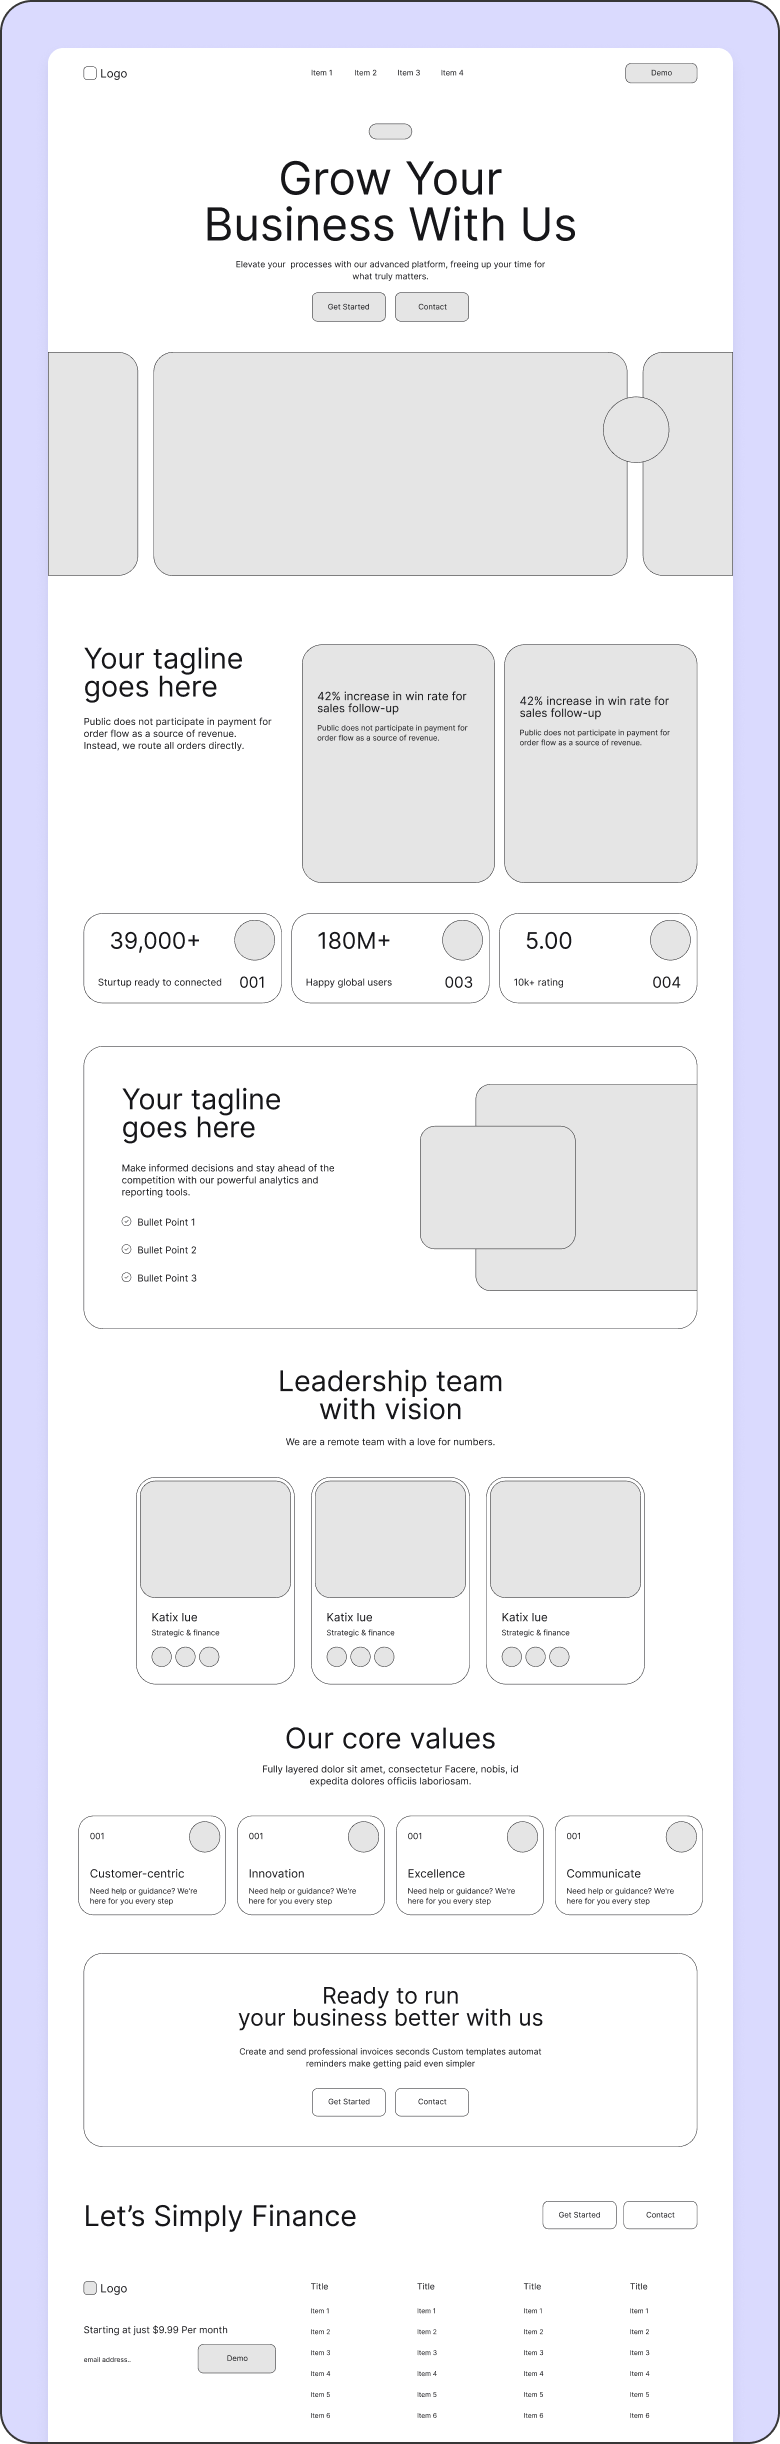 Logo
Item 1
Item 2
Item 3
Item 4
Demo
Grow Your
Business With Us
Elevate your  processes with our advanced platform, freeing up your time for
what truly matters.
Get Started
Contact
Your tagline
goes here
Public does not participate in payment for
order flow as a source of revenue.
Instead, we route all orders directly.
42% increase in win rate for
sales follow-up
Public does not participate in payment for
order flow as a source of revenue.
42% increase in win rate for
sales follow-up
Public does not participate in payment for
order flow as a source of revenue.
39,000+
Sturtup ready to connected
001
180M+
Happy global users
003
5.00
10k+ rating
004
Your tagline
goes here
Make informed decisions and stay ahead of the
competition with our powerful analytics and
reporting tools.
Bullet Point 1
Bullet Point 2
Bullet Point 3
Leadership team
with vision
We are a remote team with a love for numbers.
Katix lue
Strategic & finance
Katix lue
Strategic & finance
Katix lue
Strategic & finance
Our core values
Fully layered dolor sit amet, consectetur Facere, nobis, id
expedita dolores officiis laboriosam.
001
Customer-centric
Need help or guidance? We're
here for you every step
001
Innovation
Need help or guidance? We're
here for you every step
001
Excellence
Need help or guidance? We're
here for you every step
001
Communicate
Need help or guidance? We're
here for you every step
Ready to run
your business better with us
Create and send professional invoices seconds Custom templates automat
reminders make getting paid even simpler
Get Started
Contact
Let's Simply Finance
Get Started
Contact
Logo
Starting at just $9.99 Per month
email address..
Demo
Title
Item 1
Item 2
Item 3
Item 4
Item 5
Item 6
Title
Item 1
Item 2
Item 3
Item 4
Item 5
Item 6
Title
Item 1
Item 2
Item 3
Item 4
Item 5
Item 6
Title
Item 1
Item 2
Item 3
Item 4
Item 5
Item 6